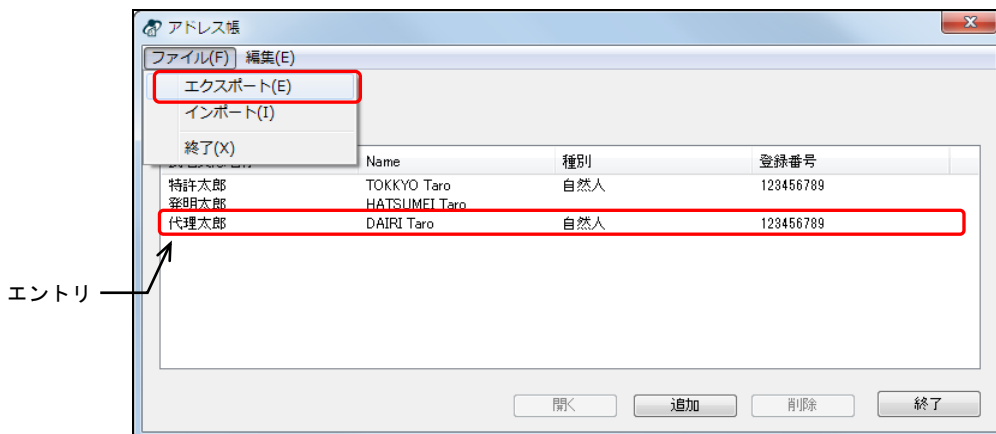 アドレス帳
ファイル(F) 編集(E)
エクスポート(E)
インポート(I)
終了(X)
Name 種別 登録番号
特許太郎 TOKKYO Taro 自然人 123456789
発明太郎 HATSUMEI Taro
代理太郎 DAIRI Taro 自然人 123456789
エントリ
開く 追加 削除 終了